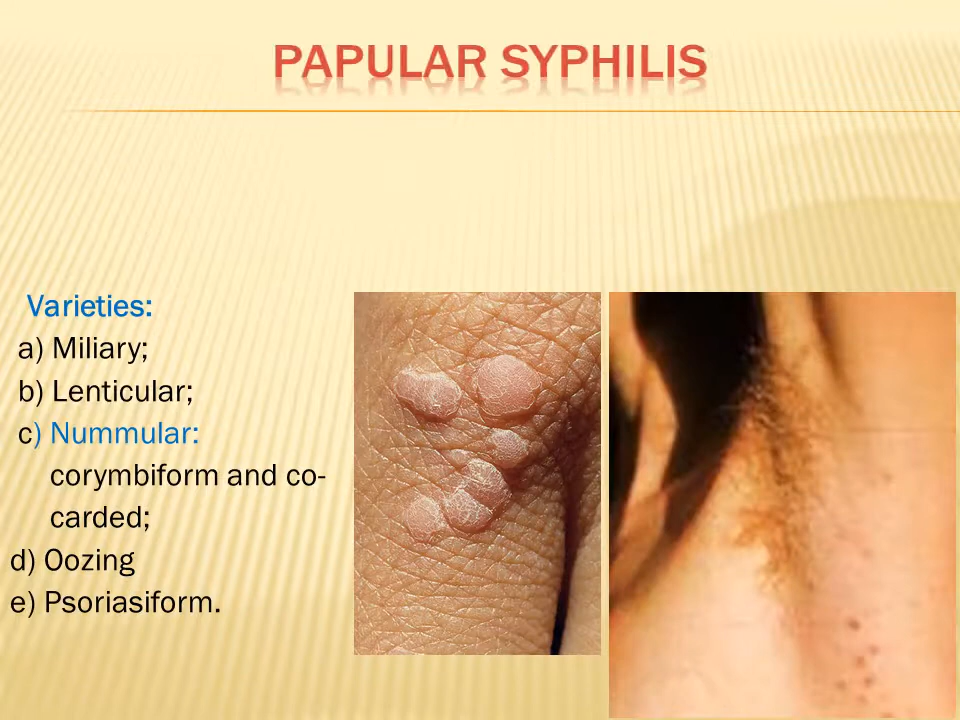 PAPULAR SYPHILIS
Varieties:
a) Miliary;
b) Lenticular;
c) Nummular:
corymbiform and co-
carded;
d) Oozing
e) Psoriasiform.